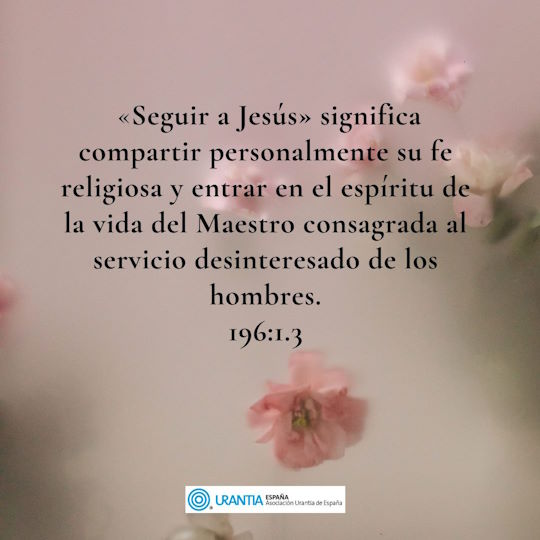 «Seguir a Jesús» significa
compartir personalmente su fe
religiosa y entrar en el espíritu de
la vida del Maestro consagrada al
servicio desinteresado de los
hombres.
196:1.3
URANTIA ESPAÑA
Asociación Urantia de España